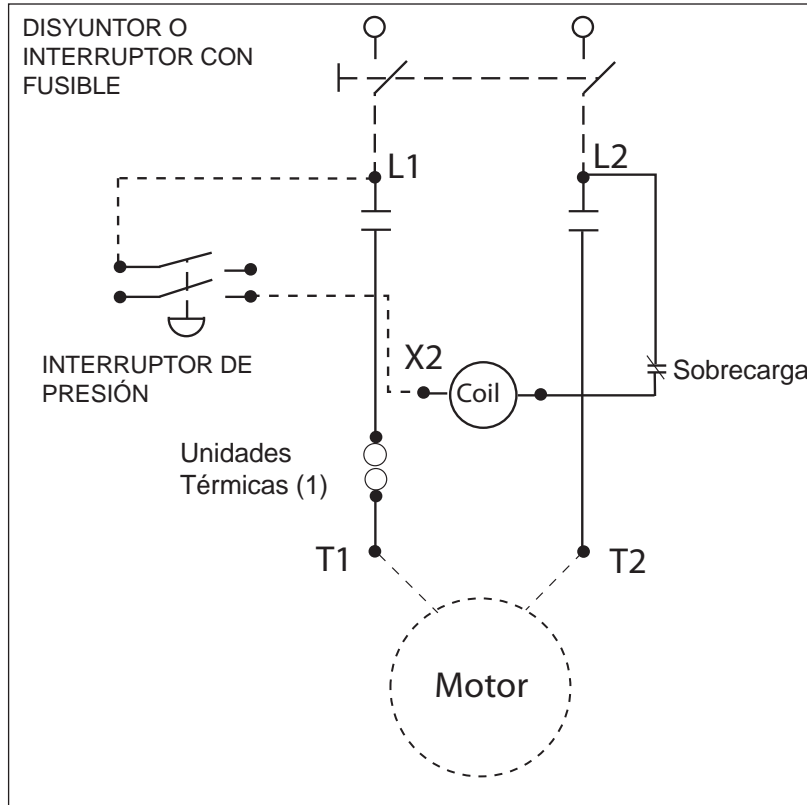 DISYUNTOR O
INTERRUPTOR CON
FUSIBLE
L1
L2
INTERRUPTOR DE
PRESIÓN
X2
Coil
Sobrecarga
Unidades
Térmicas (1)
T1
T2
Motor